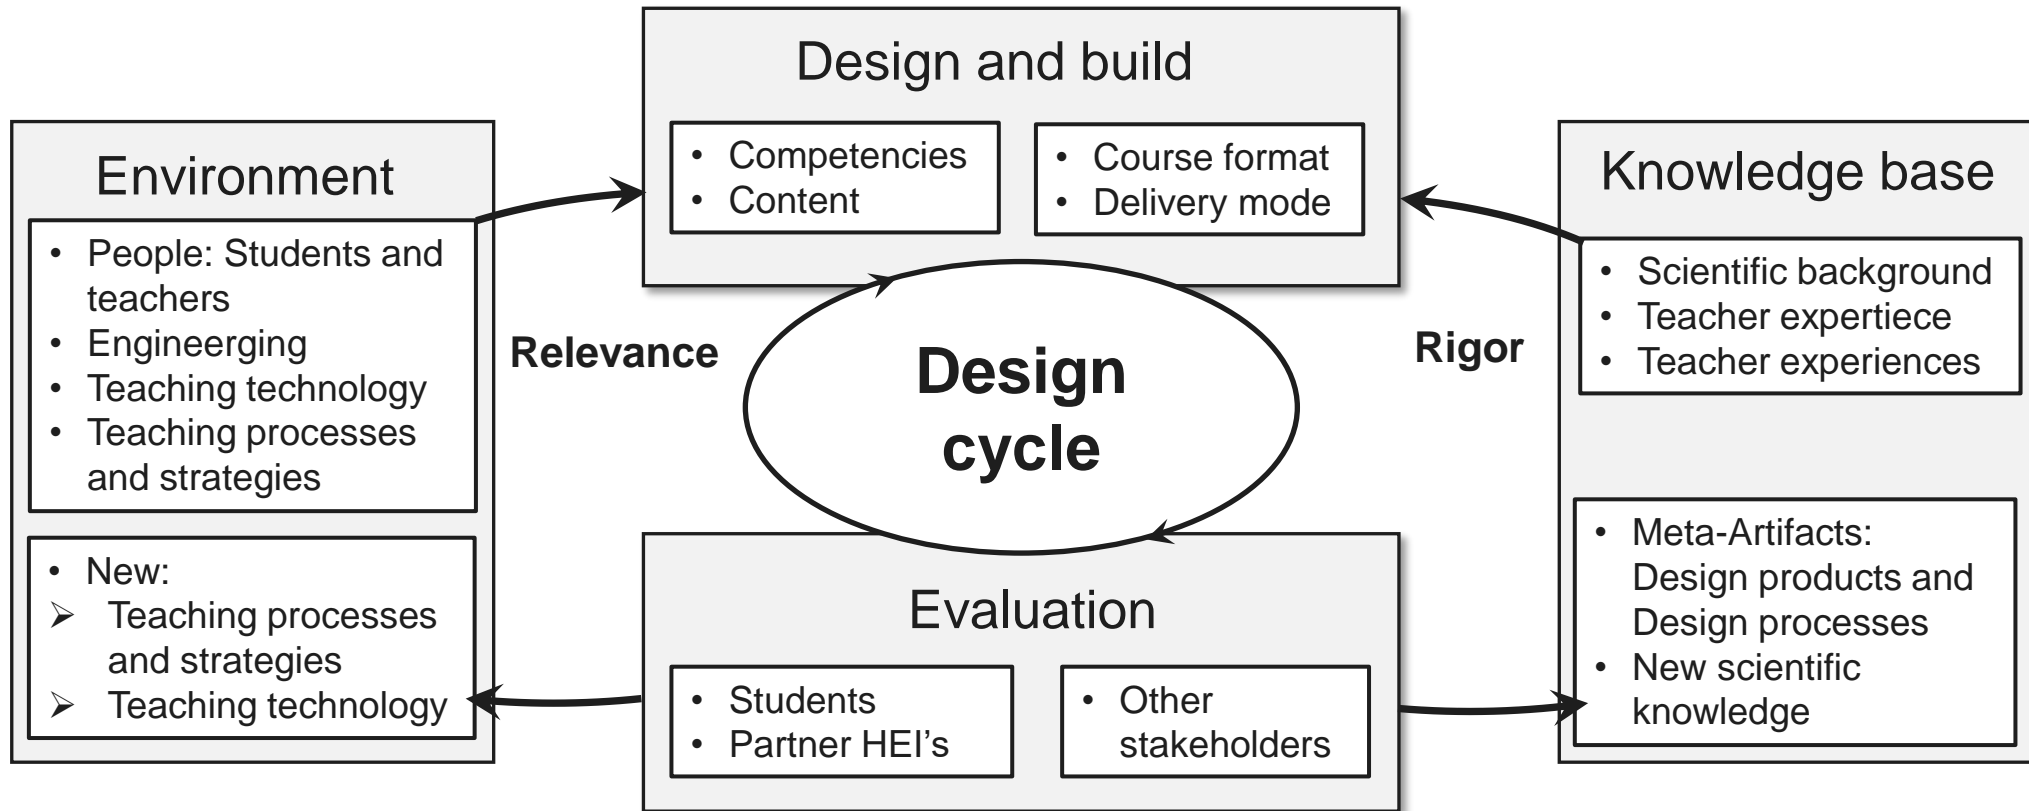 Design and build
• Competencies
• Content
• Course format
• Delivery mode
Environment
• People: Students and
teachers
• Engineerging
• Teaching technology
• Teaching processes
and strategies
• New:
➢ Teaching processes
and strategies
➢ Teaching technology
Relevance
Design
cycle
Rigor
Knowledge base
• Scientific background
• Teacher expertiece
• Teacher experiences
• Meta-Artifacts:
Design products and
Design processes
• New scientific
knowledge
Evaluation
• Students
• Partner HEI’s
• Other
stakeholders